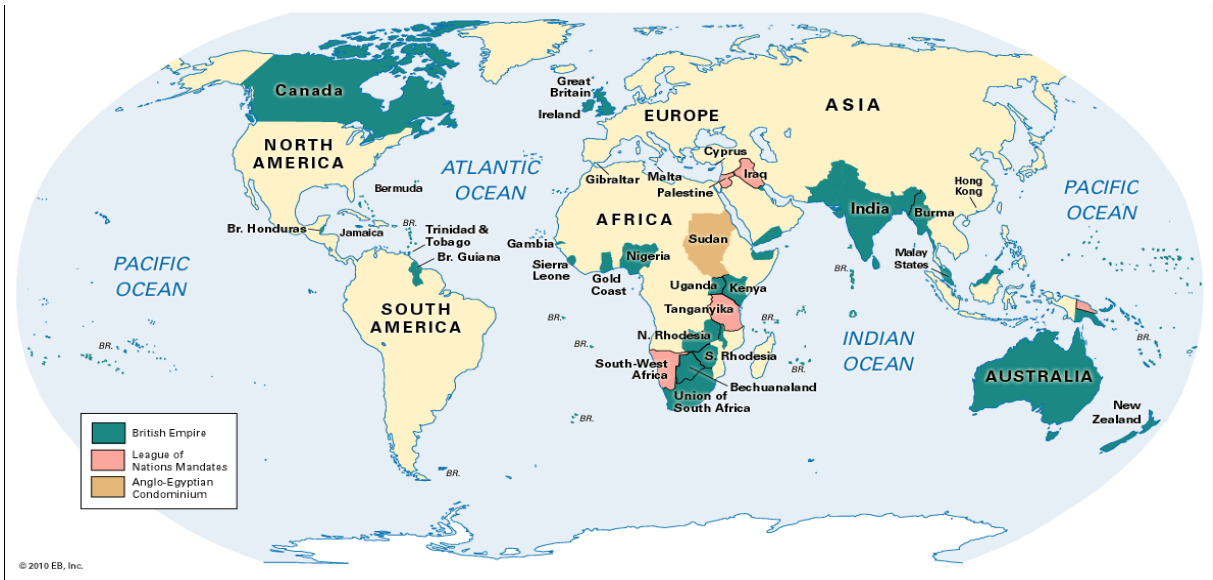 Canada
Great
Britain
Ireland
EUROPE
ASIA
NORTH
AMERICA
ATLANTIC
OCEAN
Cyprus
Gibraltar
Malta
Palestine
Iraq
Hong
Kong
PACIFIC
OCEAN
Bermuda
India
Burma
Br. Honduras
Jamaica
BR.
Trinidad &
Tobago
Br. Guiana
AFRICA
Sudan
Gambia
Sierra
Leone
Gold
Coast
Nigeria
Malay
States
BR.
PACIFIC
OCEAN
Uganda
Kenya
Tanganyika
SOUTH
AMERICA
BR.
BR.
INDIAN
OCEAN
BR.
BR.
BR.
N. Rhodesia
S. Rhodesia
South-West
Africa
Bechuanaland
BR.
Union of
South Africa
AUSTRALIA
New
Zealand
BR.
BR.
British Empire
League of
Nations Mandates
Anglo-Egyptian
Condominium
© 2010 EB, Inc.